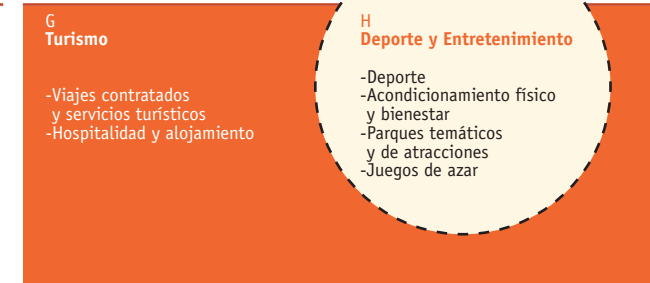 G
Turismo
-Viajes contratados
y servicios turísticos
-Hospitalidad y alojamiento
H
Deporte y Entretenimiento
-Deporte
-Acondicionamiento físico
y bienestar
-Parques temáticos
y de atracciones
-Juegos de azar